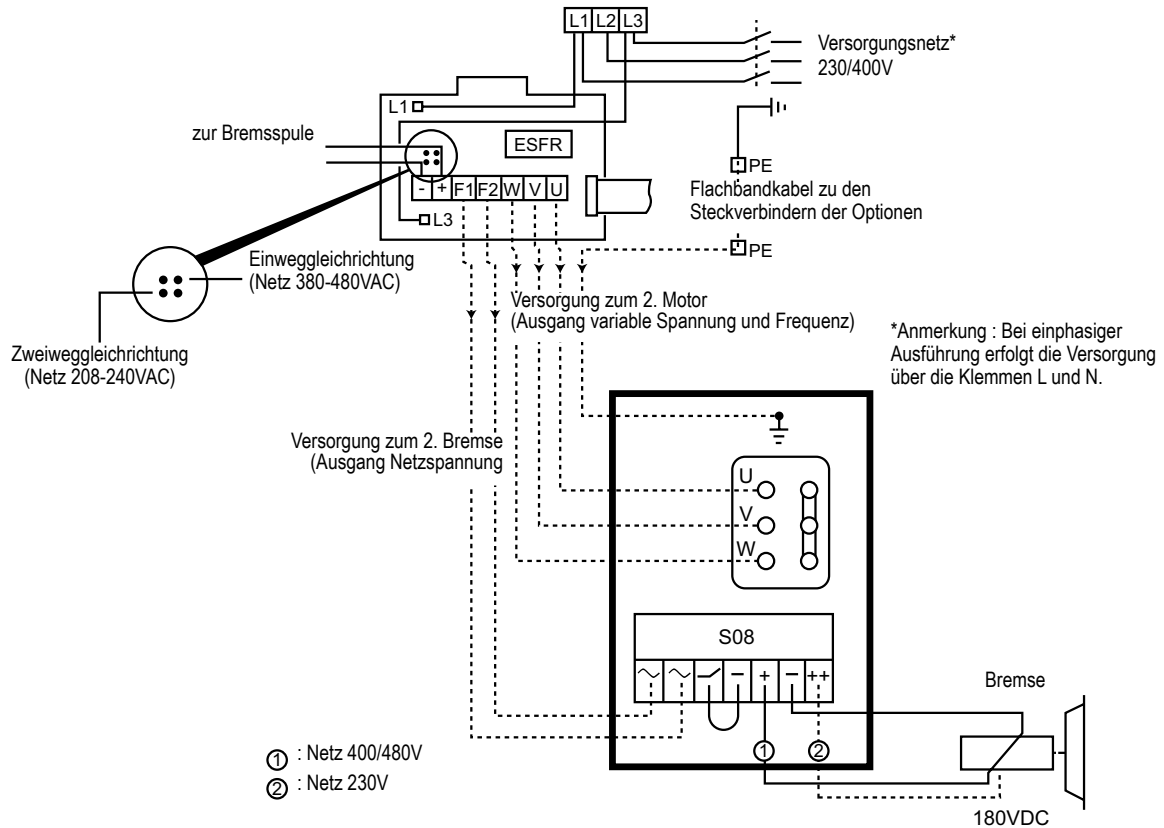 L1 L2 L3
Versorgungsnetz*
230/400V
L1
zur Bremsspule
ESFR
PE
- + F1 F2 W V U
Flachbandkabel zu den
Steckverbindern der Optionen
L3
PE
Einweggleichrichtung
(Netz 380-480VAC)
Versorgung zum 2. Motor
(Ausgang variable Spannung und Frequenz)
Zweiweggleichrichtung
(Netz 208-240VAC)
*Anmerkung : Bei einphasiger
Ausführung erfolgt die Versorgung
über die Klemmen L und N.
Versorgung zum 2. Bremse
(Ausgang Netzspannung
U
V
W
S08
+ − ++
Bremse
① : Netz 400/480V
② : Netz 230V
① ②
180VDC